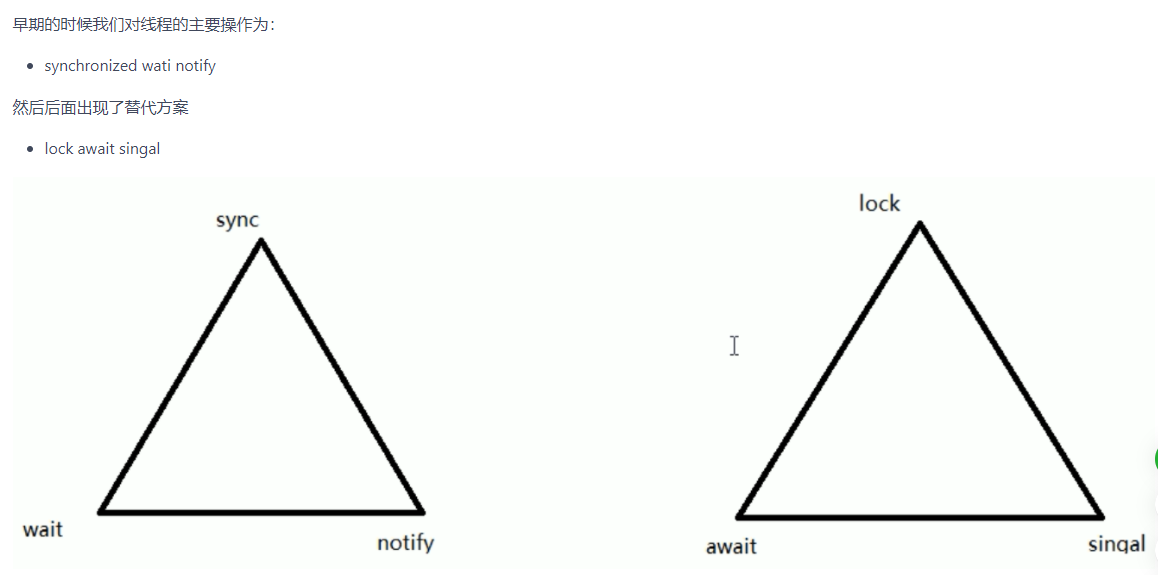 早期的时候我们对线程的主要操作为：
synchronized wati notify
然后后面出现了替代方案
lock await singal
sync
lock
wait
notify
await
singal